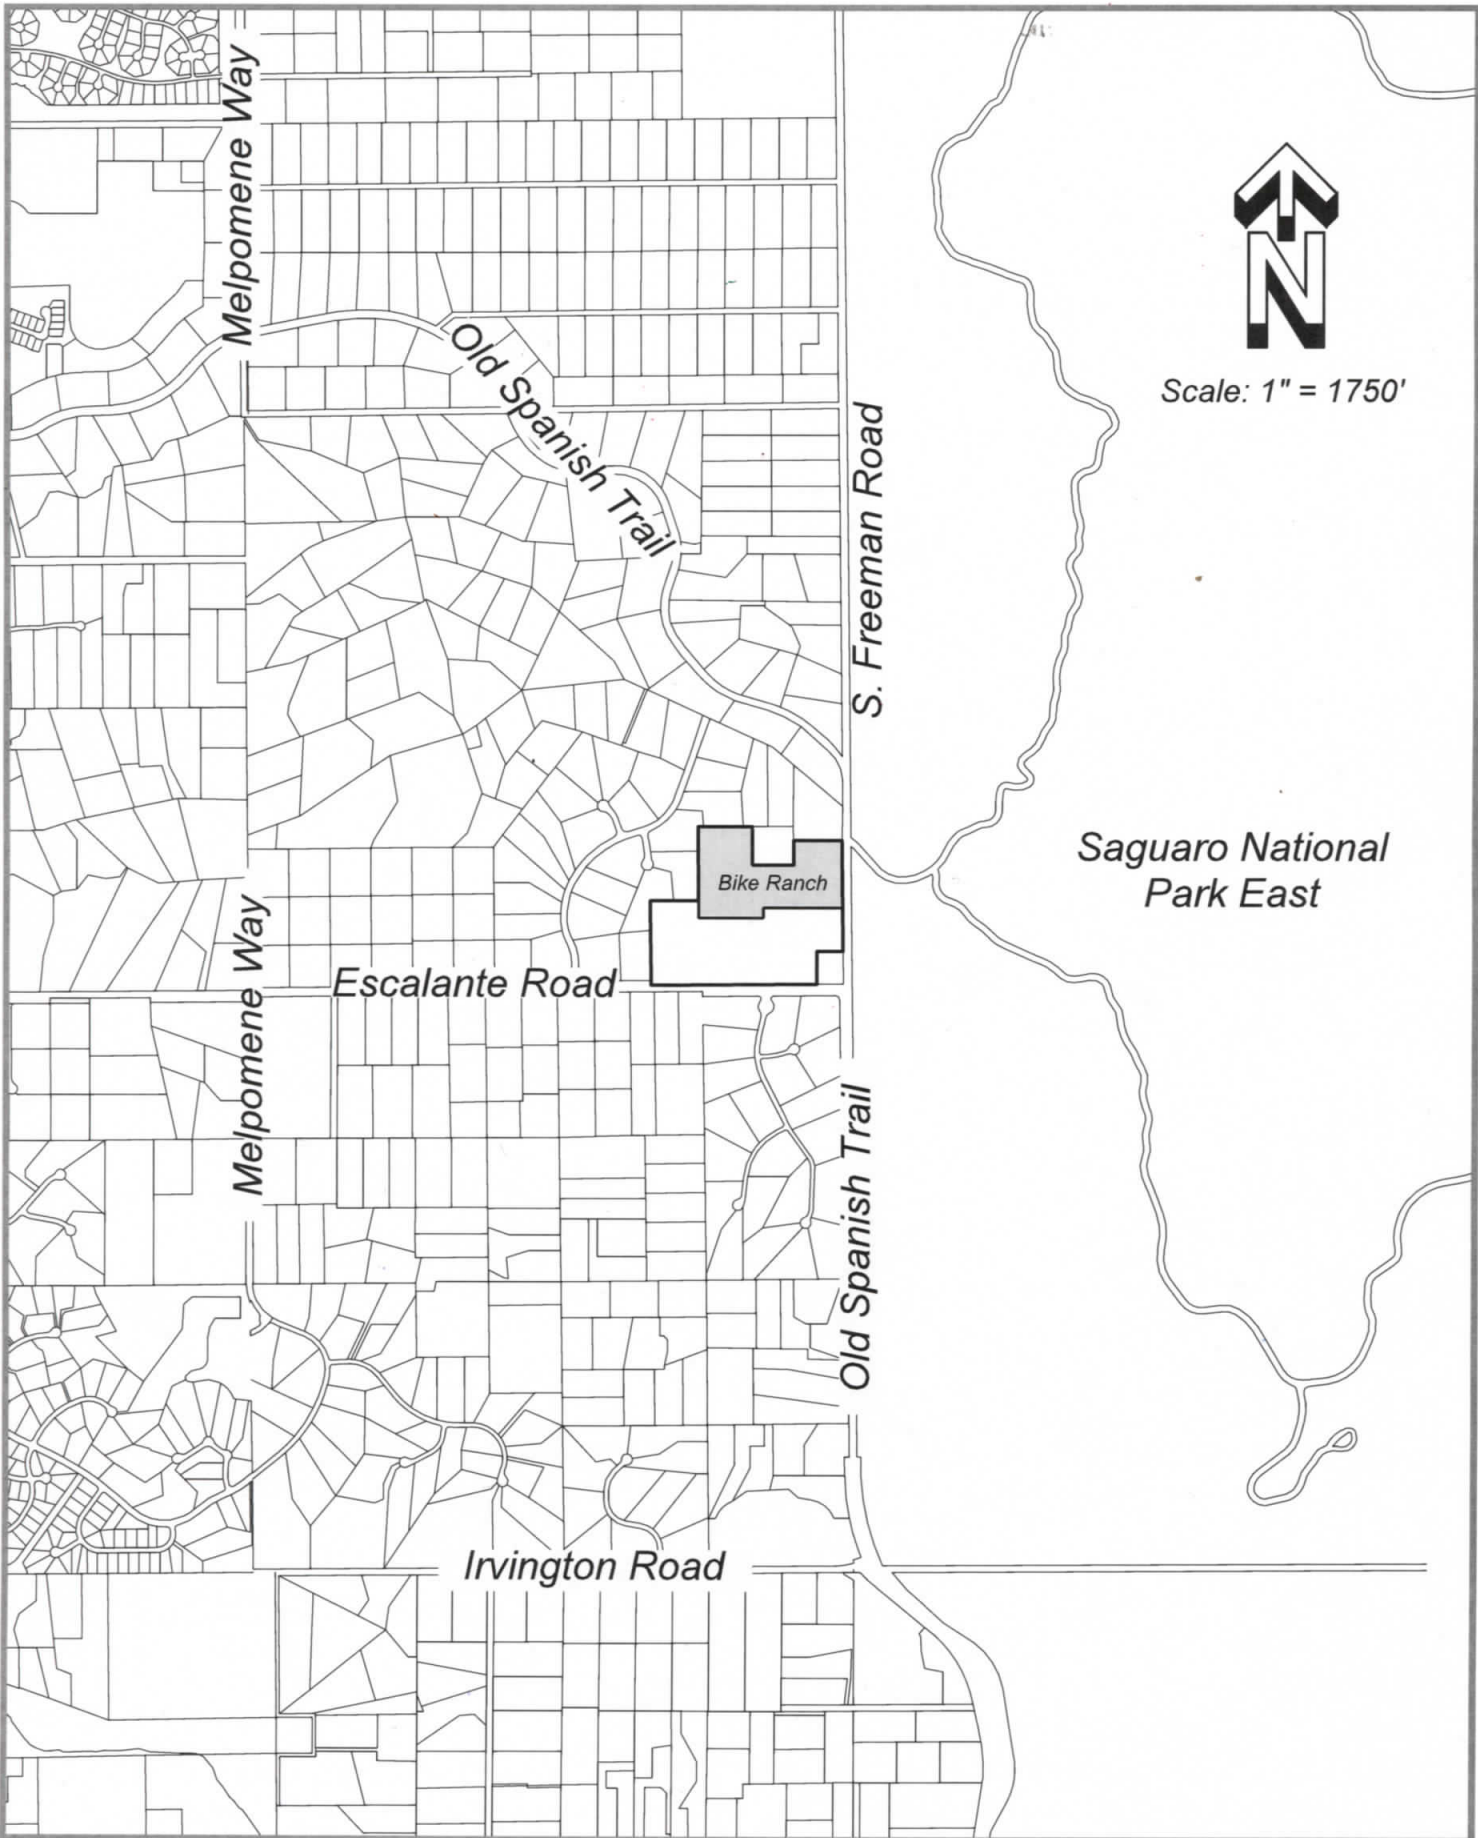 Melpomene Way
N
Scale: 1" = 1750'
Old Spanish Trail
S. Freeman Road
Saguaro National
Park East
Bike Ranch
Melpomene Way
Escalante Road
Old Spanish Trail
Irvington Road